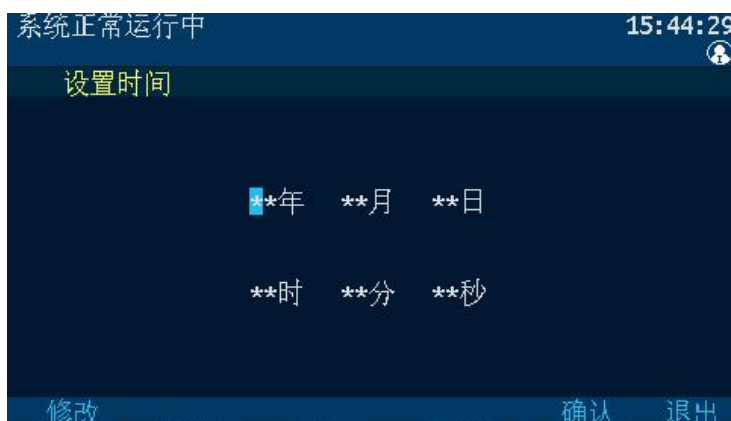 系统正常运行中 15:44:29
设置时间
**年 **月 **日
**时 **分 **秒
修改 确认 退出